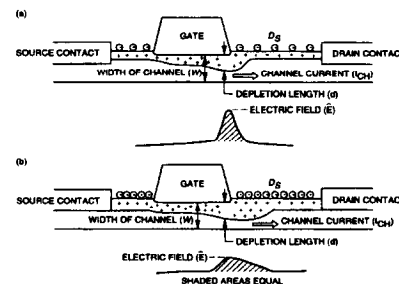 (a)
GATE
D_S
SOURCE CONTACT
DRAIN CONTAC
WIDTH OF CHANNEL (W)
CHANNEL CURRENT (I_CH)
DEPLETION LENGTH (d)
ELECTRIC FIELD (Ē)
(b)
GATE
D_S
SOURCE CONTACT
DRAIN CONTAC
WIDTH OF CHANNEL (W)
CHANNEL CURRENT (I_CH)
DEPLETION LENGTH (d)
ELECTRIC FIELD (Ē)
SHADED AREAS EQUAL